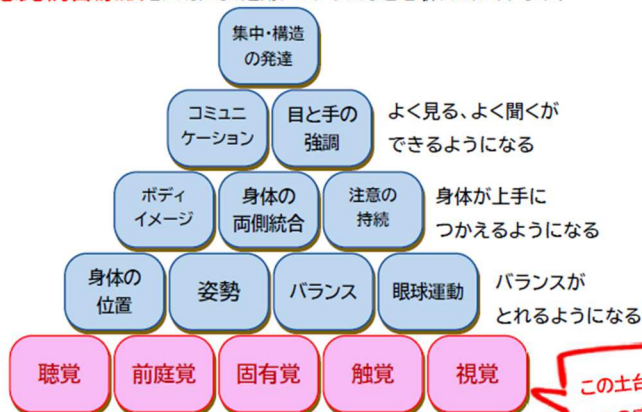 集中・構造
の発達
コミュニ
ケーション
目と手の
強調
よく見る、よく聞くが
できるようになる
ボディ
イメージ
身体の
両側統合
注意の
持続
身体が上手に
つかえるようになる
身体の
位置
姿勢
バランス
眼球運動
バランスが
とれるようになる
聴覚
前庭覚
固有覚
触覚
視覚
この土台